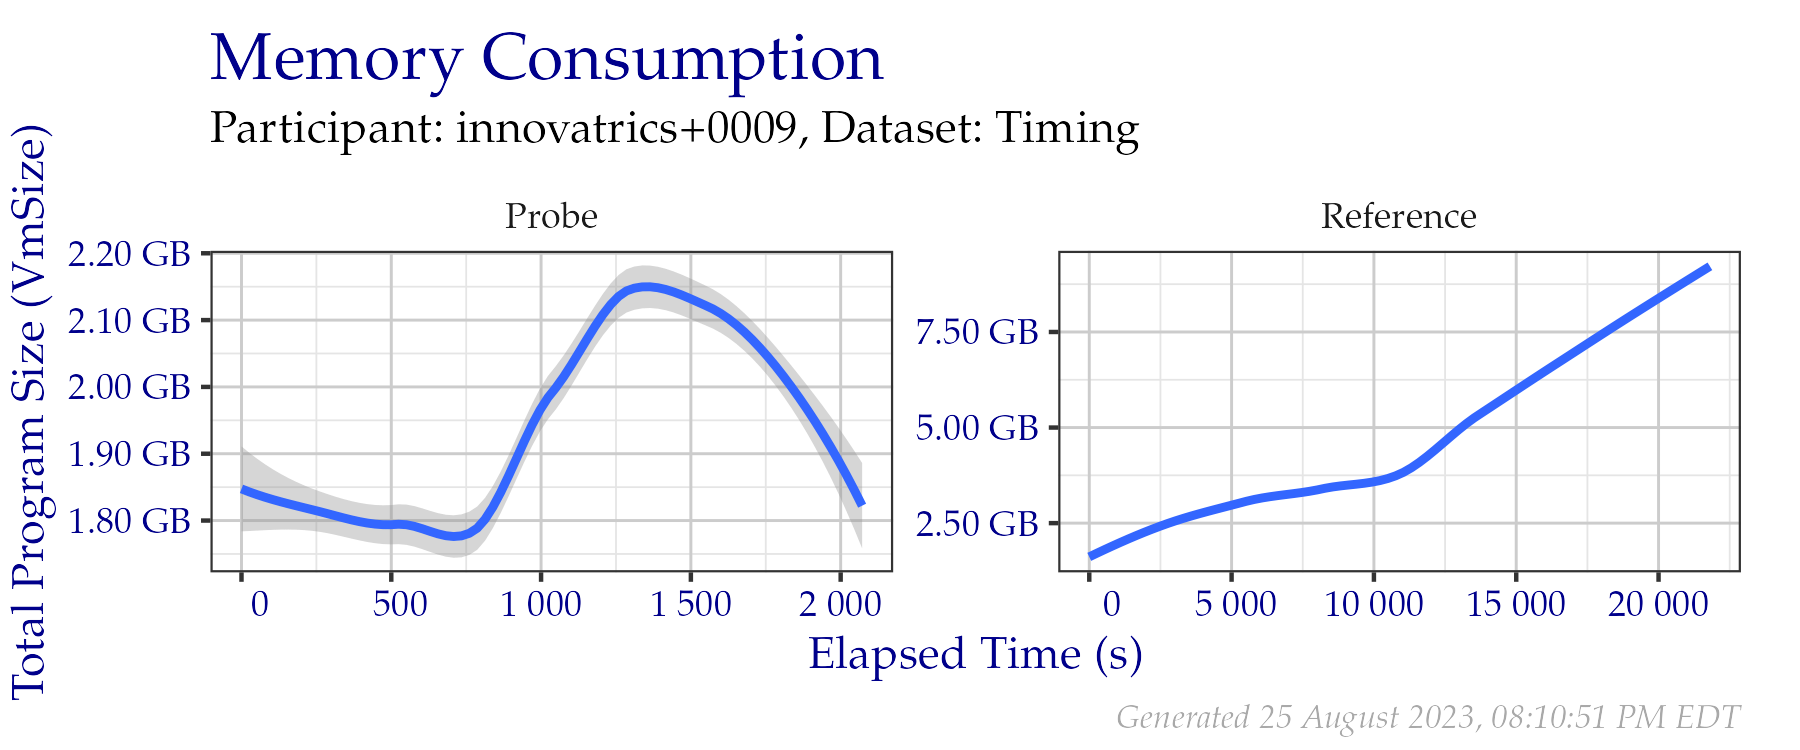 Memory Consumption
Participant: innovatrics+0009, Dataset: Timing
Total Program Size (VmSize)
Probe
2.20 GB
2.10 GB
2.00 GB
1.90 GB
1.80 GB
0 500 1 000 1 500 2 000
Reference
7.50 GB
5.00 GB
2.50 GB
0 5 000 10 000 15 000 20 000
Elapsed Time (s)
Generated 25 August 2023, 08:10:51 PM EDT